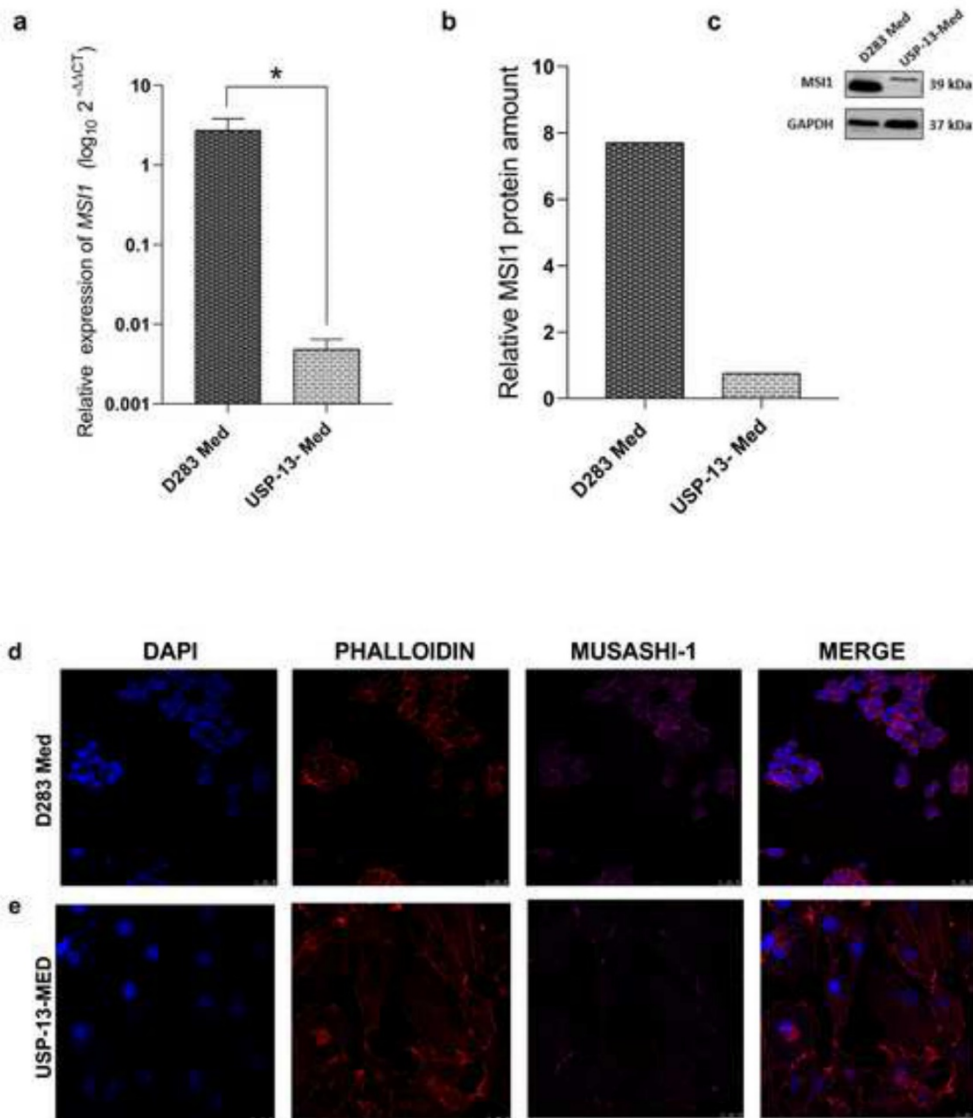 a
b
c
Relative expression of MSI1 (log₁₀ 2⁻ΔΔCT)
*
10
1
0.1
0.01
0.001
D283 Med
USP-13- Med
Relative MSI1 protein amount
10
8
6
4
2
0
D283 Med
USP-13- Med
D283 Med
USP-13-Med
MSI1
39 kDa
GAPDH
37 kDa
d
DAPI
PHALLOIDIN
MUSASHI-1
MERGE
D283 Med
e
USP-13-MED